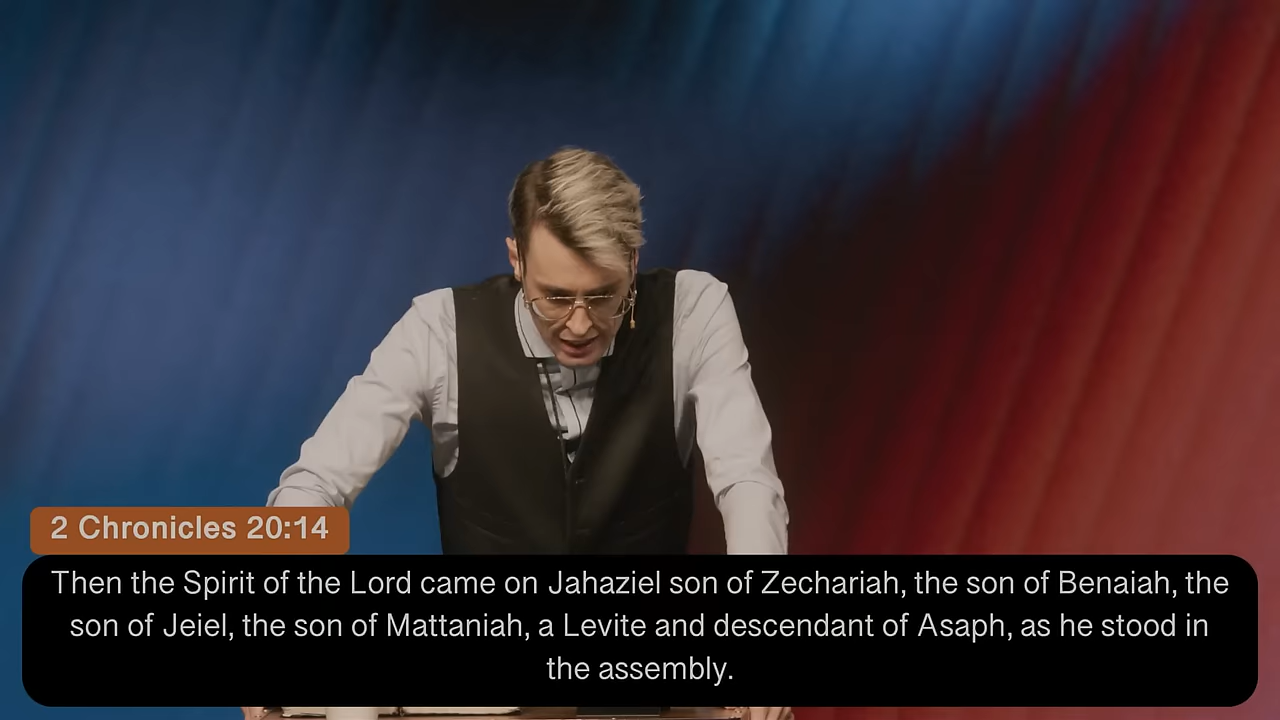 2 Chronicles 20:14
Then the Spirit of the Lord came on Jahaziel son of Zechariah, the son of Benaiah, the
son of Jeiel, the son of Mattaniah, a Levite and descendant of Asaph, as he stood in
the assembly.